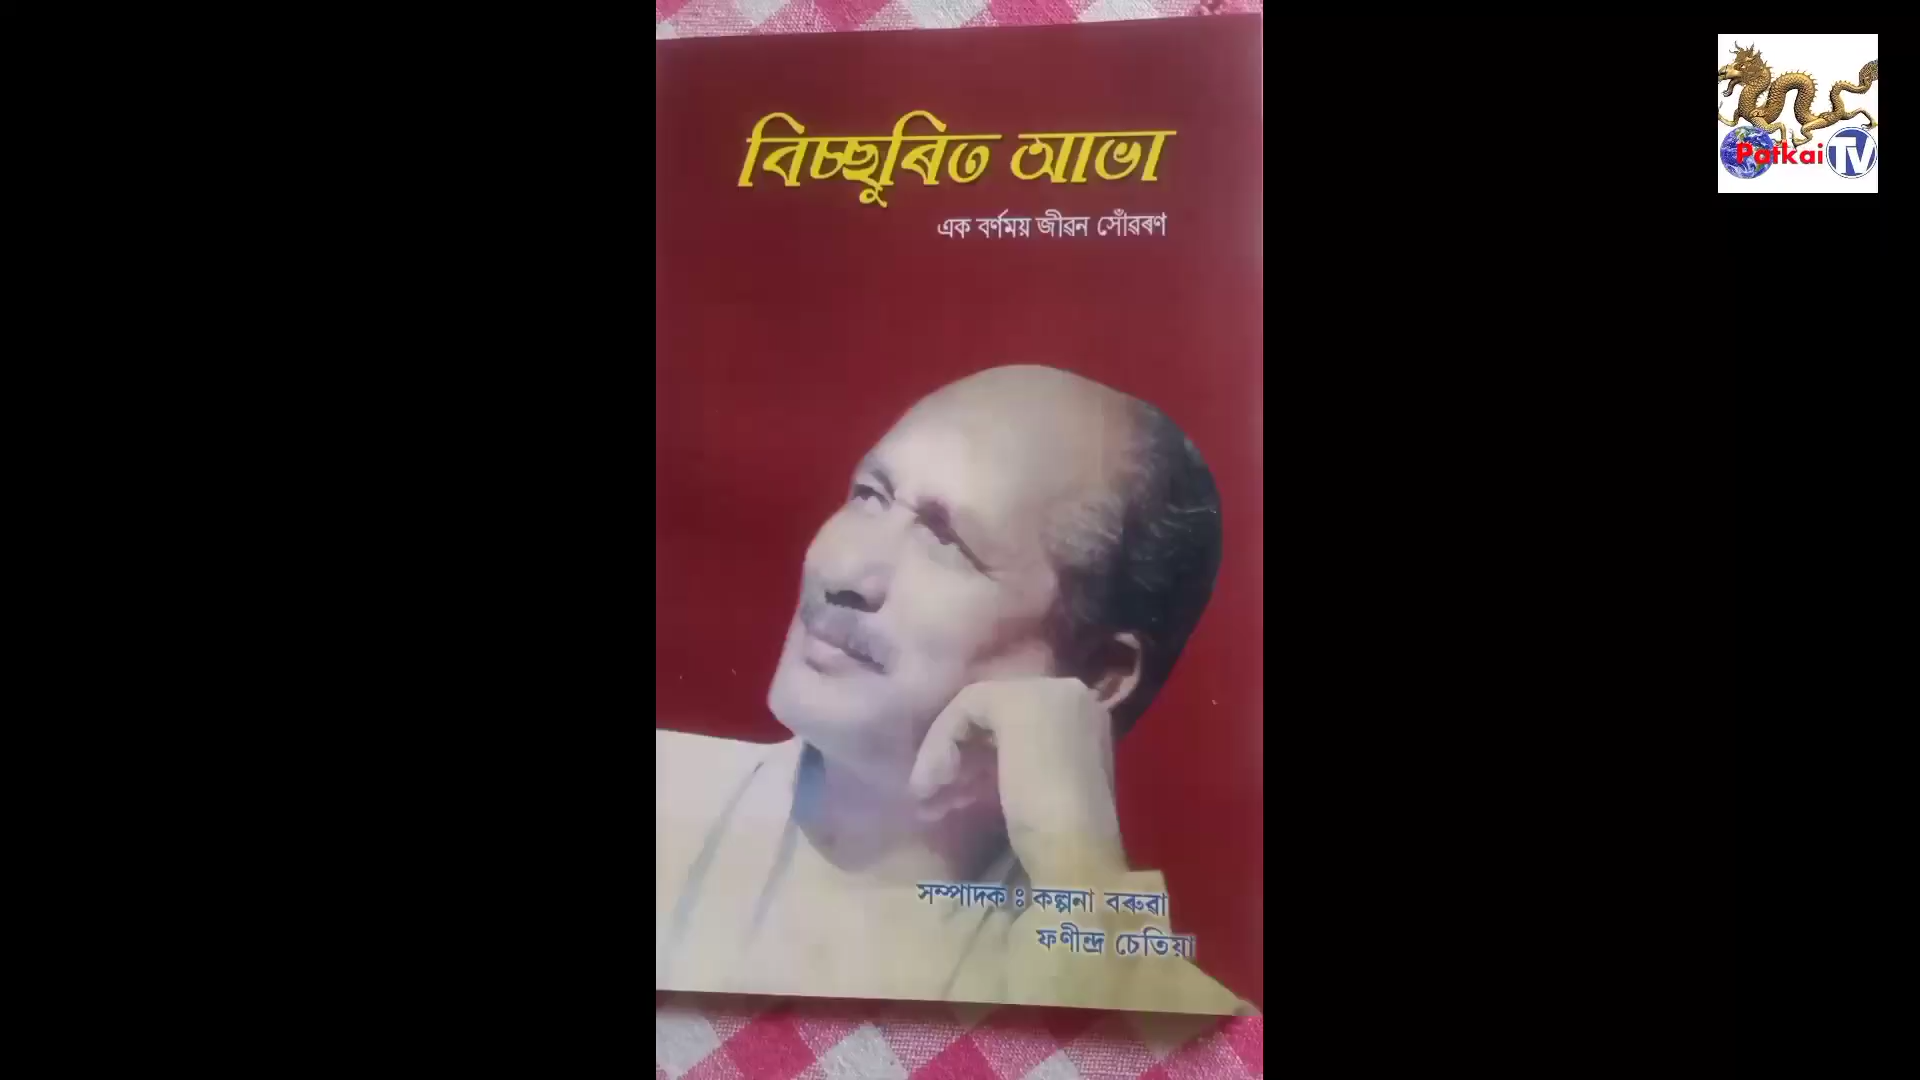 বিচ্ছুৰিত আভা
এক বৰ্ণময় জীৱন সোঁৱৰণ
সম্পাদক : কল্পনা বৰুৱা
ফণীন্দ্ৰ চেতিয়া
Patkai TV